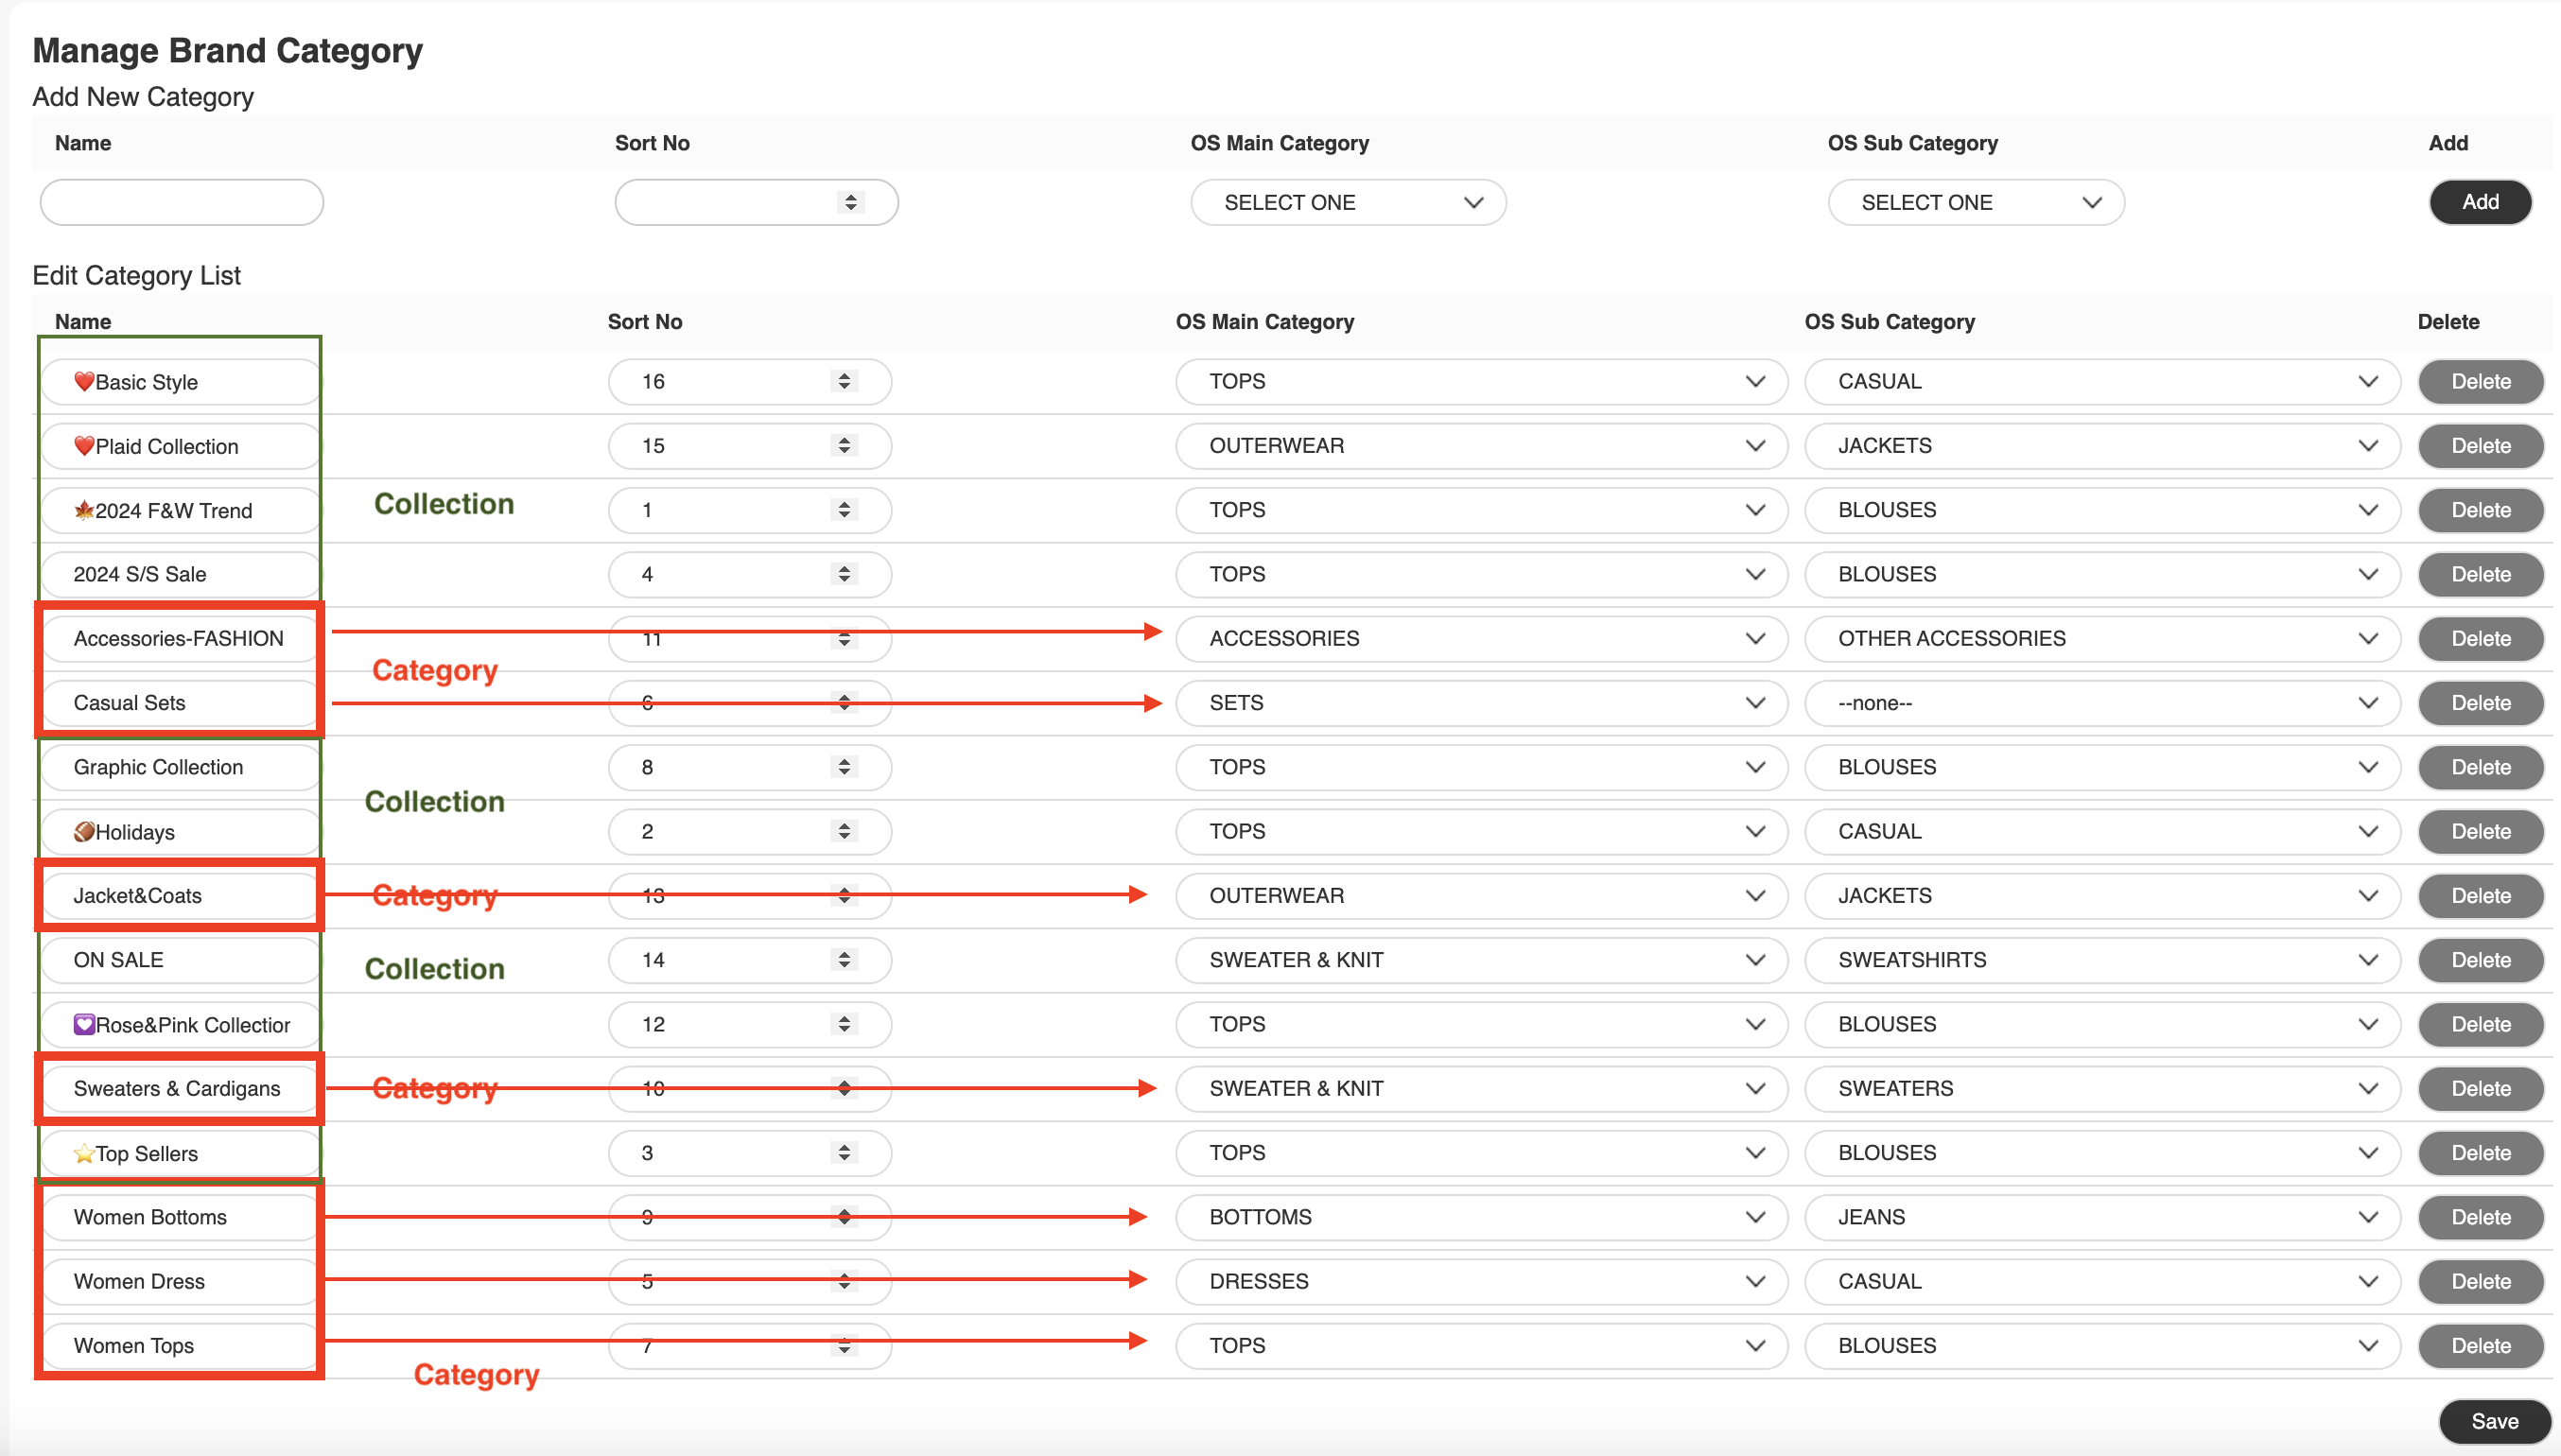 Manage Brand Category
Add New Category
Name Sort No OS Main Category OS Sub Category Add
SELECT ONE SELECT ONE Add
Edit Category List
Name Sort No OS Main Category OS Sub Category Delete
❤️Basic Style 16 TOPS CASUAL Delete
❤️Plaid Collection 15 OUTERWEAR JACKETS Delete
Collection
🍁2024 F&W Trend 1 TOPS BLOUSES Delete
2024 S/S Sale 4 TOPS BLOUSES Delete
Accessories-FASHION 11 ACCESSORIES OTHER ACCESSORIES Delete
Category
Casual Sets 6 SETS --none-- Delete
Graphic Collection 8 TOPS BLOUSES Delete
Collection
🏈Holidays 2 TOPS CASUAL Delete
Jacket&Coats Category 13 OUTERWEAR JACKETS Delete
ON SALE Collection 14 SWEATER & KNIT SWEATSHIRTS Delete
💟Rose&Pink Collection 12 TOPS BLOUSES Delete
Sweaters & Cardigans Category 10 SWEATER & KNIT SWEATERS Delete
⭐Top Sellers 3 TOPS BLOUSES Delete
Women Bottoms 9 BOTTOMS JEANS Delete
Women Dress 5 DRESSES CASUAL Delete
Women Tops 7 TOPS BLOUSES Delete
Category
Save